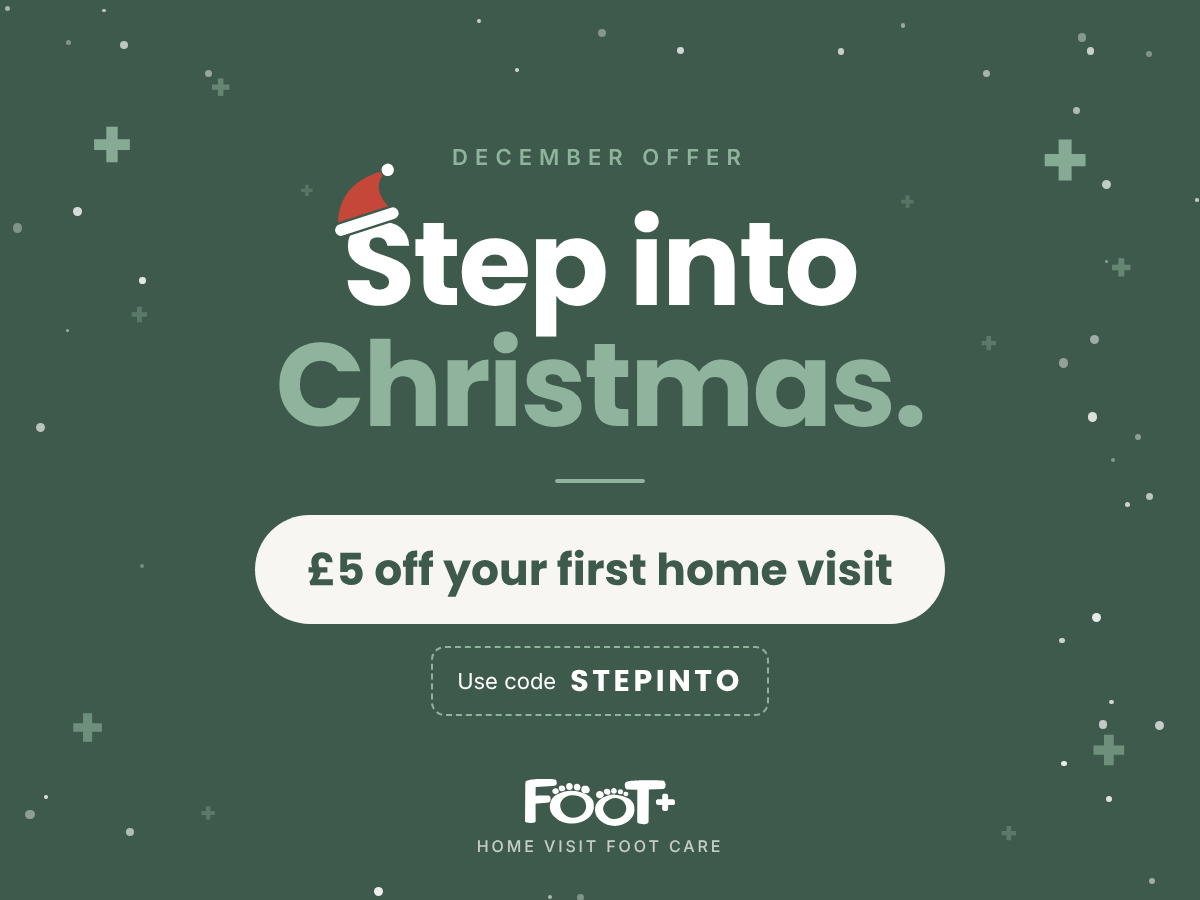 DECEMBER OFFER
Step into
Christmas.
£5 off your first home visit
Use code STEPINTO
FOOT+
HOME VISIT FOOT CARE